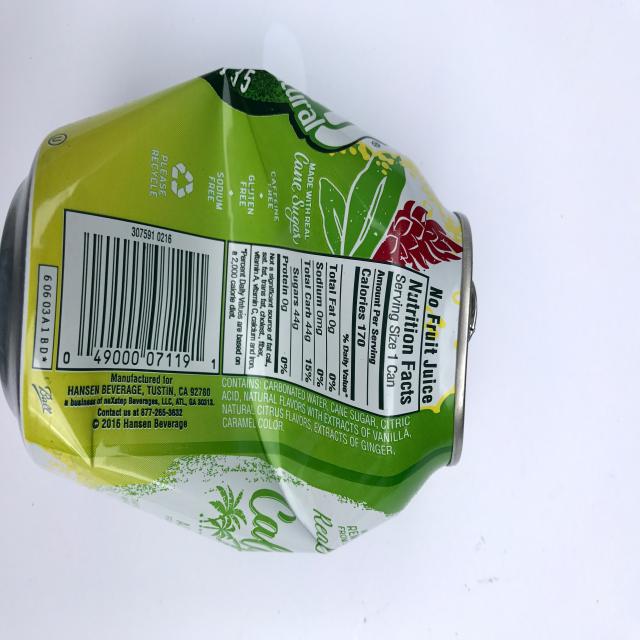 No Fruit Juice
Nutrition Facts
Serving Size 1 Can
Amount Per Serving
Calories 170
% Daily Value*
Total Fat 0g 0%
Sodium 0mg 0%
Total Carb 44g 15%
Sugars 44g
Protein 0g 0%
Not a significant source of fat cal.,
sat. fat, trans fat, cholest., fiber,
vitamin A, vitamin C, calcium and iron.
*Percent Daily Values are based on
a 2,000 calorie diet.
MADE WITH REAL
Cane Sugar
CAFFEINE
FREE
GLUTEN
FREE
SODIUM
FREE
PLEASE
RECYCLE
307591 0216
0 49000 07119 1
60603A1BD*
Ball
Manufactured for
HANSEN BEVERAGE, TUSTIN, CA 92780
a business of neXstep Beverages, LLC, ATL, GA 30313.
Contact us at 877-265-3632
© 2016 Hansen Beverage
CONTAINS: CARBONATED WATER, CANE SUGAR, CITRIC
ACID, NATURAL FLAVORS WITH EXTRACTS OF VANILLA,
NATURAL CITRUS FLAVORS, EXTRACTS OF GINGER,
CARAMEL COLOR.